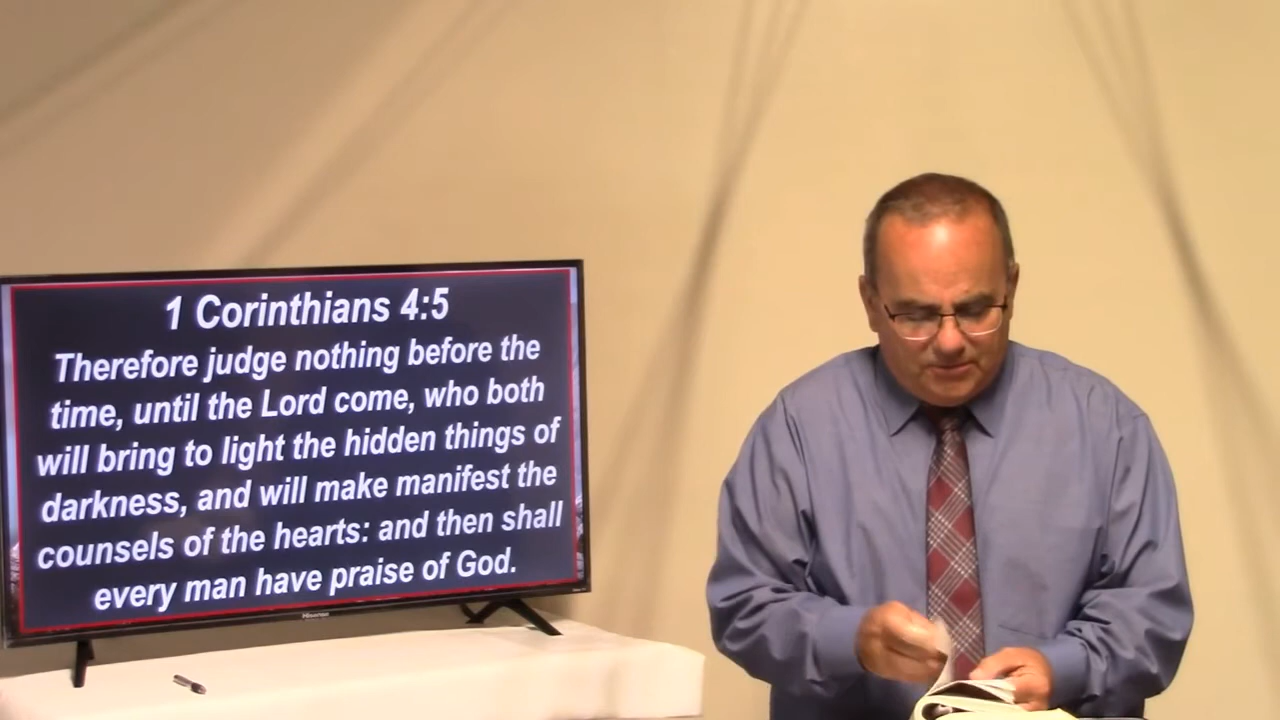 1 Corinthians 4:5
Therefore judge nothing before the
time, until the Lord come, who both
will bring to light the hidden things of
darkness, and will make manifest the
counsels of the hearts: and then shall
every man have praise of God.
Hisense